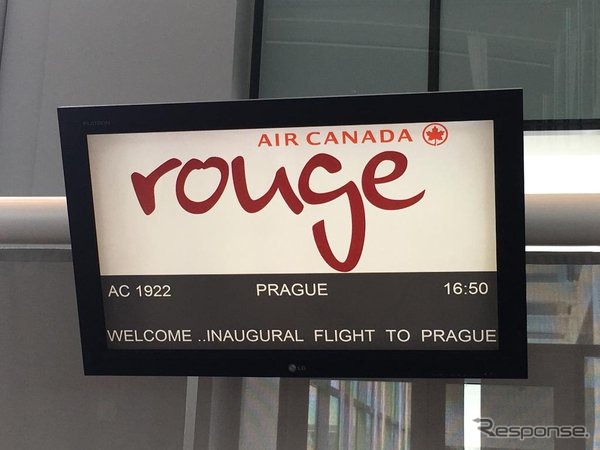 AIR CANADA
rouge
AC 1922 PRAGUE 16:50
WELCOME ..INAUGURAL FLIGHT TO PRAGUE
LG
Response.